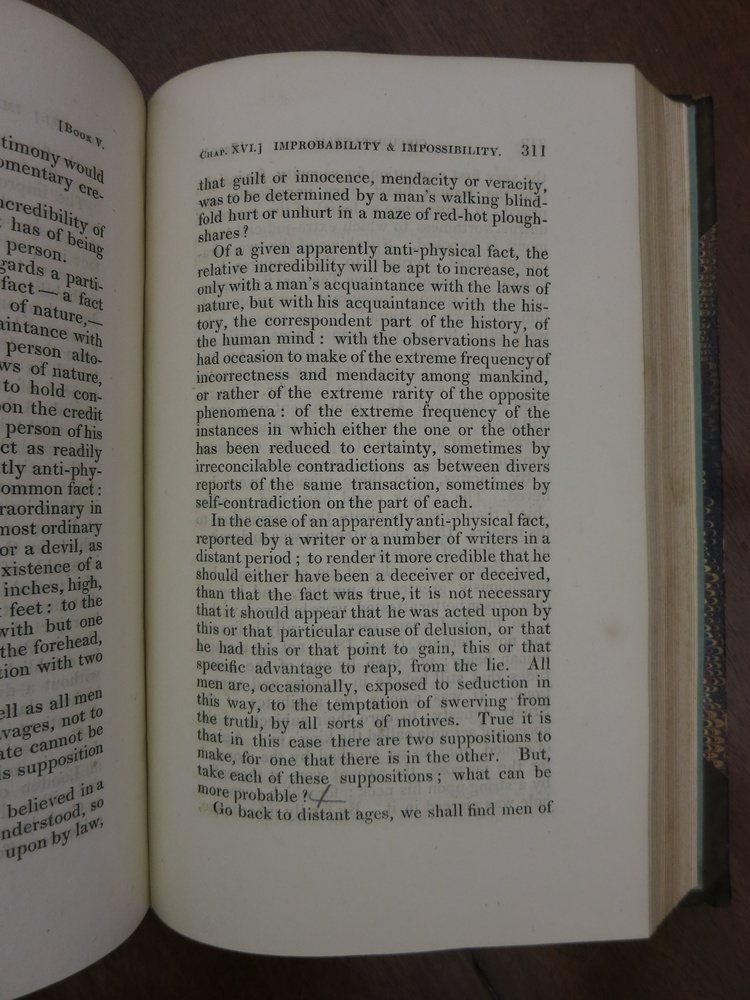 [Book V.
timony would
omentary cre-
credibility of
has of being
person.
gards a parti-
fact — a fact
of nature,—
aintance with
person alto-
ws of nature,
to hold con-
on the credit
person of his
ct as readily
tly anti-phy-
ommon fact:
raordinary in
most ordinary
or a devil, as
xistence of a
inches, high,
feet: to the
with but one
the forehead,
tion with two
ell as all men
vages, not to
ate cannot be
s supposition
believed in a
nderstood, so
upon by law,
Chap. XVI.] IMPROBABILITY & IMPOSSIBILITY. 311
that guilt or innocence, mendacity or veracity,
was to be determined by a man's walking blind-
fold hurt or unhurt in a maze of red-hot plough-
shares?
Of a given apparently anti-physical fact, the
relative incredibility will be apt to increase, not
only with a man's acquaintance with the laws of
nature, but with his acquaintance with the his-
tory, the correspondent part of the history, of
the human mind: with the observations he has
had occasion to make of the extreme frequency of
incorrectness and mendacity among mankind,
or rather of the extreme rarity of the opposite
phenomena: of the extreme frequency of the
instances in which either the one or the other
has been reduced to certainty, sometimes by
irreconcilable contradictions as between divers
reports of the same transaction, sometimes by
self-contradiction on the part of each.
In the case of an apparently anti-physical fact,
reported by a writer or a number of writers in a
distant period; to render it more credible that he
should either have been a deceiver or deceived,
than that the fact was true, it is not necessary
that it should appear that he was acted upon by
this or that particular cause of delusion, or that
he had this or that point to gain, this or that
specific advantage to reap, from the lie. All
men are, occasionally, exposed to seduction in
this way, to the temptation of swerving from
the truth, by all sorts of motives. True it is
that in this case there are two suppositions to
make, for one that there is in the other. But,
take each of these suppositions; what can be
more probable?
Go back to distant ages, we shall find men of